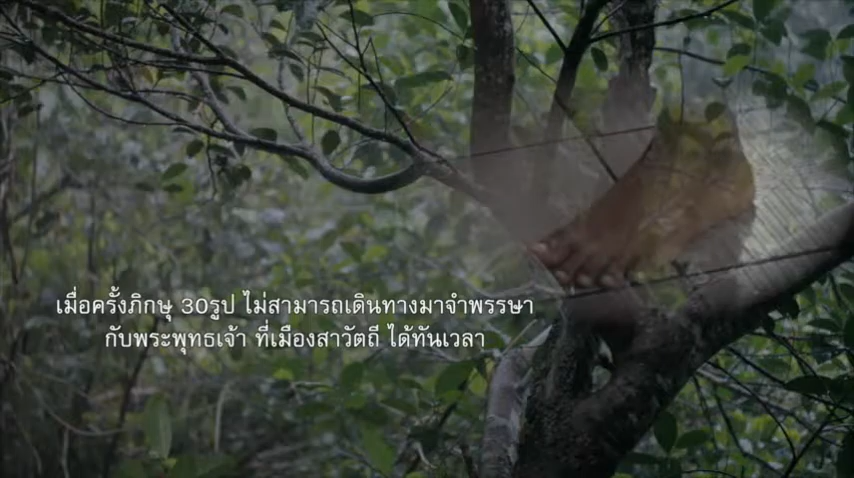 เมื่อครั้งภิกษุ 30รูป ไม่สามารถเดินทางมาจำพรรษา
กับพระพุทธเจ้า ที่เมืองสาวัตถี ได้ทันเวลา